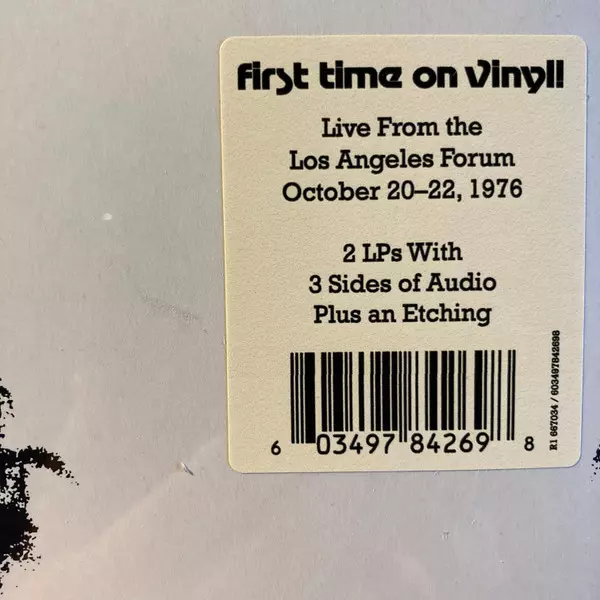 first time on vinyl!
Live From the
Los Angeles Forum
October 20–22, 1976
2 LPs With
3 Sides of Audio
Plus an Etching
6 03497 84269 8
R1 667034 / 603497842698